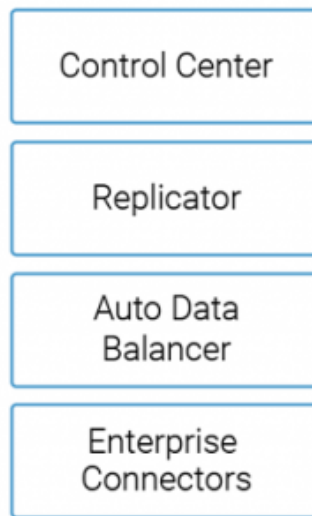 Control Center
Replicator
Auto Data
Balancer
Enterprise
Connectors